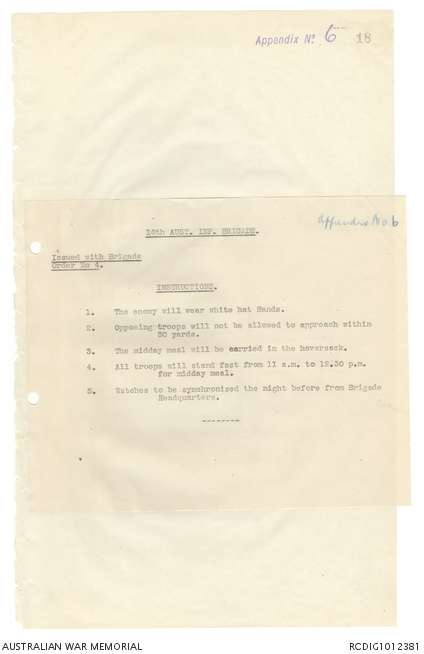 Appendix No. 6 18
Appendix No 6
16th AUST. INF. BRIGADE.
Issued with Brigade
Order No 4.
INSTRUCTIONS.
1. The enemy will wear white hat Bands.
2. Opposing troops will not be allowed to approach within
50 yards.
3. The midday meal will be carried in the haversack.
4. All troops will stand fast from 11 a.m. to 12.30 p.m.
for midday meal.
5. Watches to be synchronised the night before from Brigade
Headquarters.
--------
AUSTRALIAN WAR MEMORIAL
RCDIG1012381